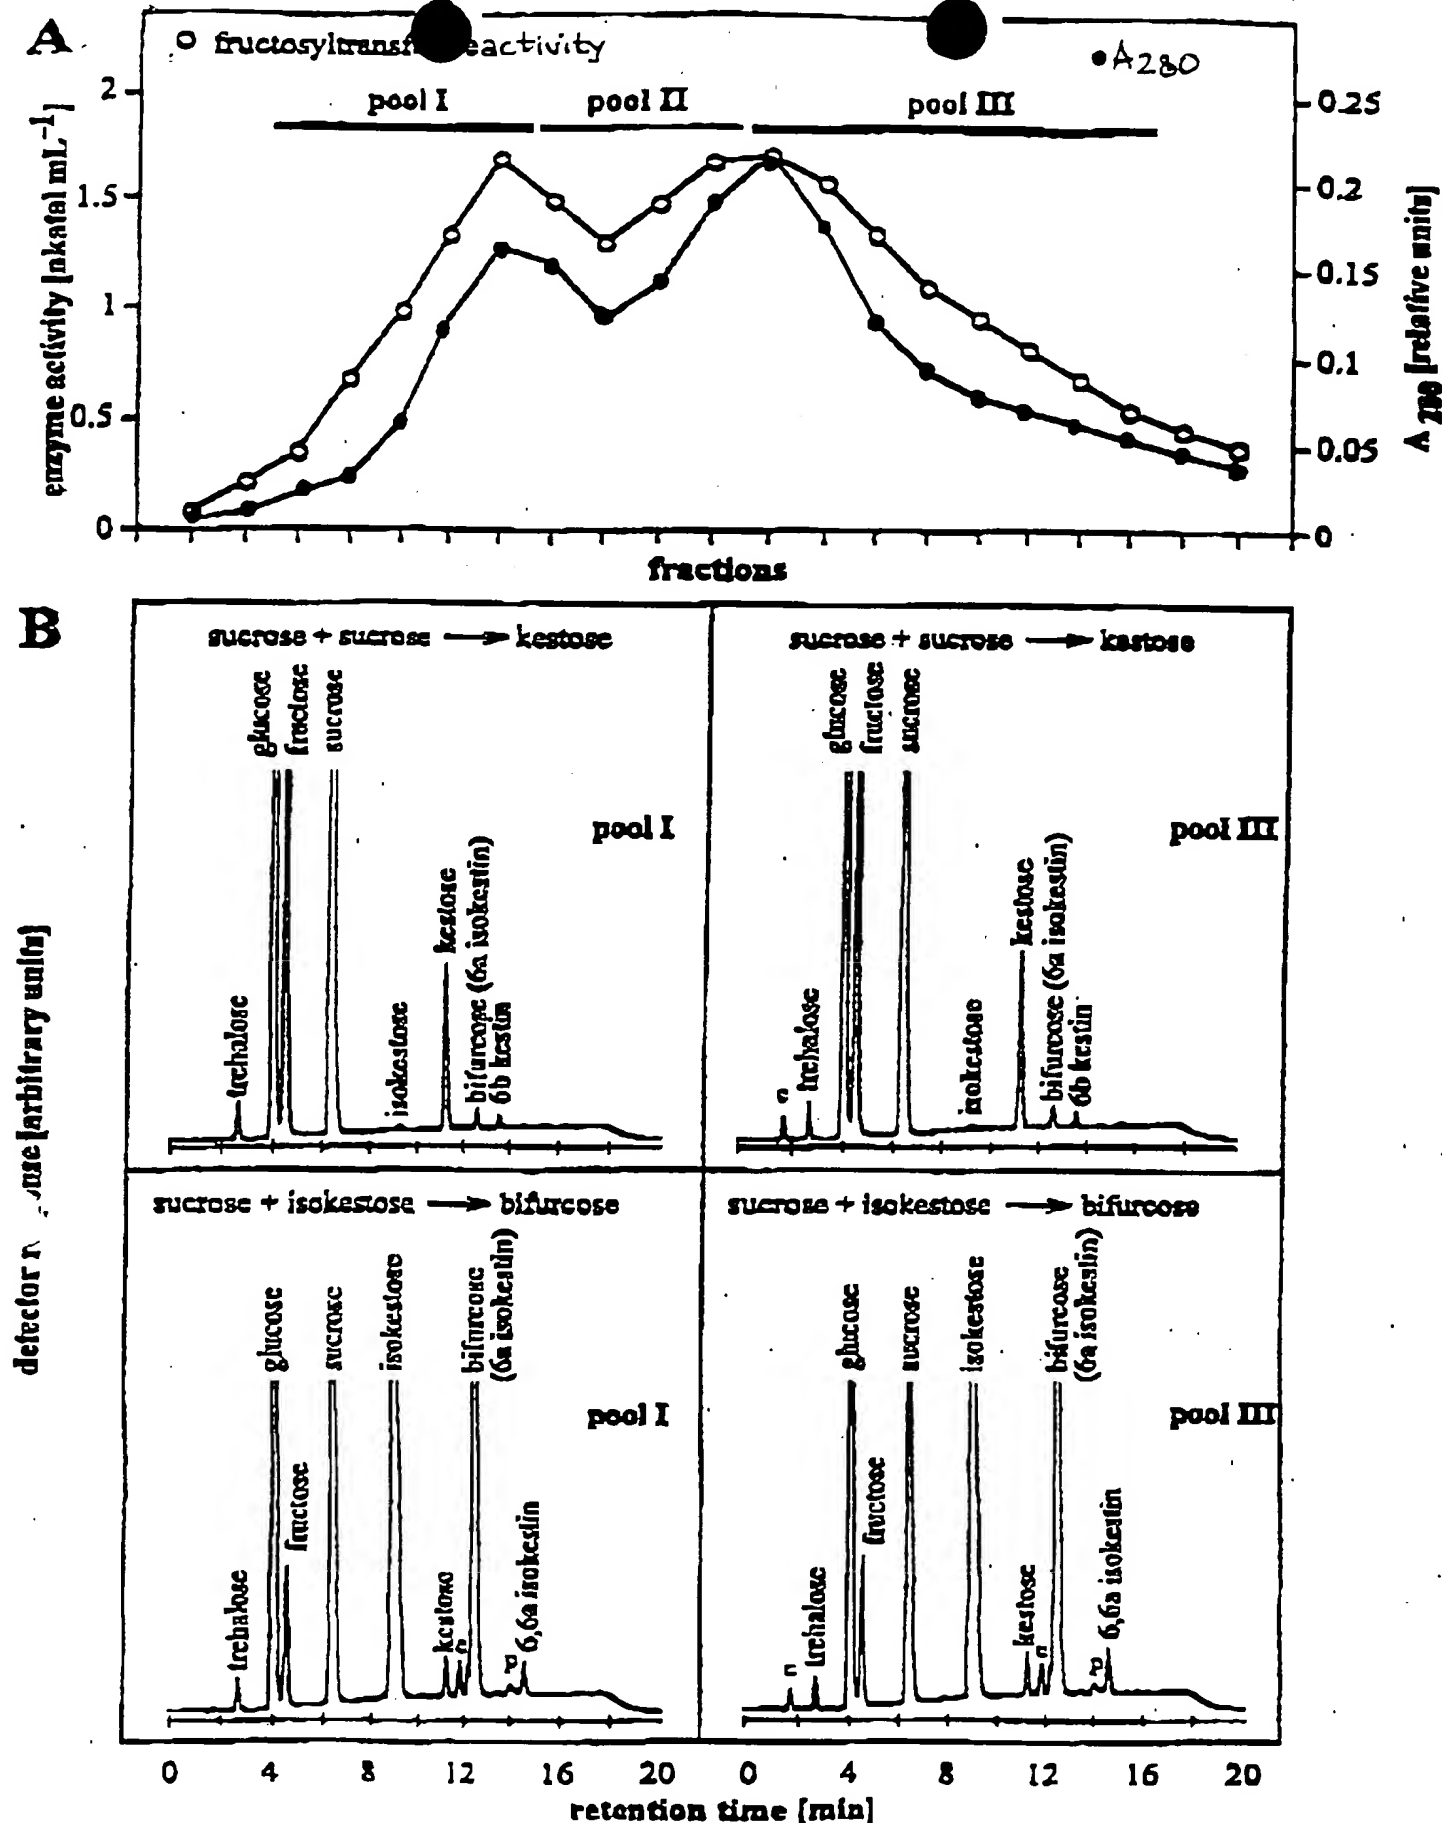 A
fructosyltransf eactivity
•A280
pool I
pool II
pool III
enzyme activity [nkatal mL-1]
2
1.5
1
0.5
0
0.25
0.2
0.15
0.1
0.05
0
A 280 [relative units]
fractions
B
detector nse [arbitrary units]
sucrose + sucrose → kestose
glucose
fructose
sucrose
pool I
trehalose
isokestose
kestose
bifurcose (6a isokestin)
6b kestin
sucrose + sucrose → kestose
glucose
fructose
sucrose
pool III
trehalose
isokestose
kestose
bifurcose (6a isokestin)
6b kestin
sucrose + isokestose → bifurcose
glucose
sucrose
isokestose
bifurcose
(6a isokestin)
pool I
trehalose
fructose
kestose
6,6a isokestin
sucrose + isokestose → bifurcose
glucose
sucrose
isokestose
bifurcose
(6a isokestin)
pool III
trehalose
fructose
kestose
6,6a isokestin
0 4 8 12 16 20 0 4 8 12 16 20
retention time [min]